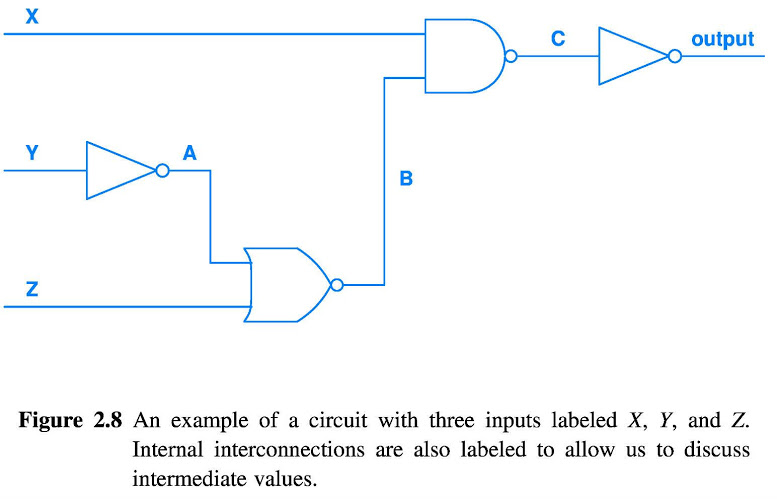 X
C
output
Y
A
B
Z
Figure 2.8 An example of a circuit with three inputs labeled X, Y, and Z.
Internal interconnections are also labeled to allow us to discuss
intermediate values.